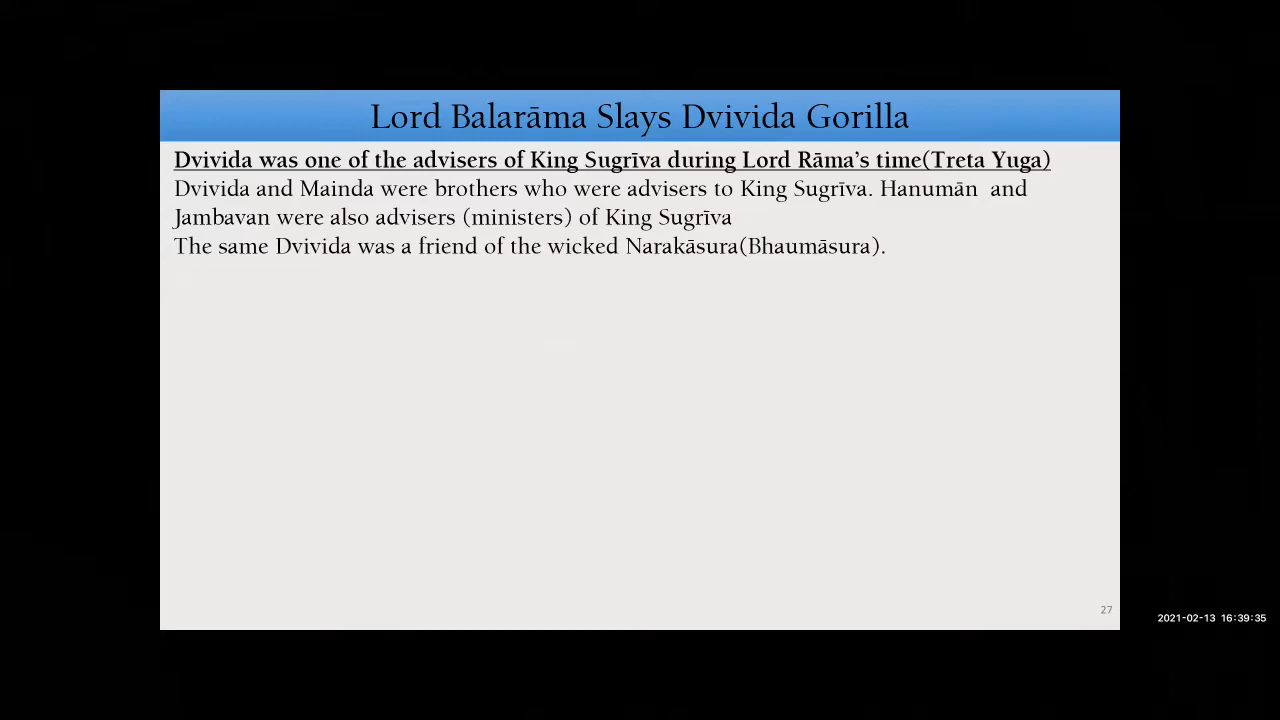 Lord Balarāma Slays Dvivida Gorilla
Dvivida was one of the advisers of King Sugrīva during Lord Rāma's time(Treta Yuga)
Dvivida and Mainda were brothers who were advisers to King Sugrīva. Hanumān and
Jambavan were also advisers (ministers) of King Sugrīva
The same Dvivida was a friend of the wicked Narakāsura(Bhaumāsura).
27
2021-02-13 16:39:35